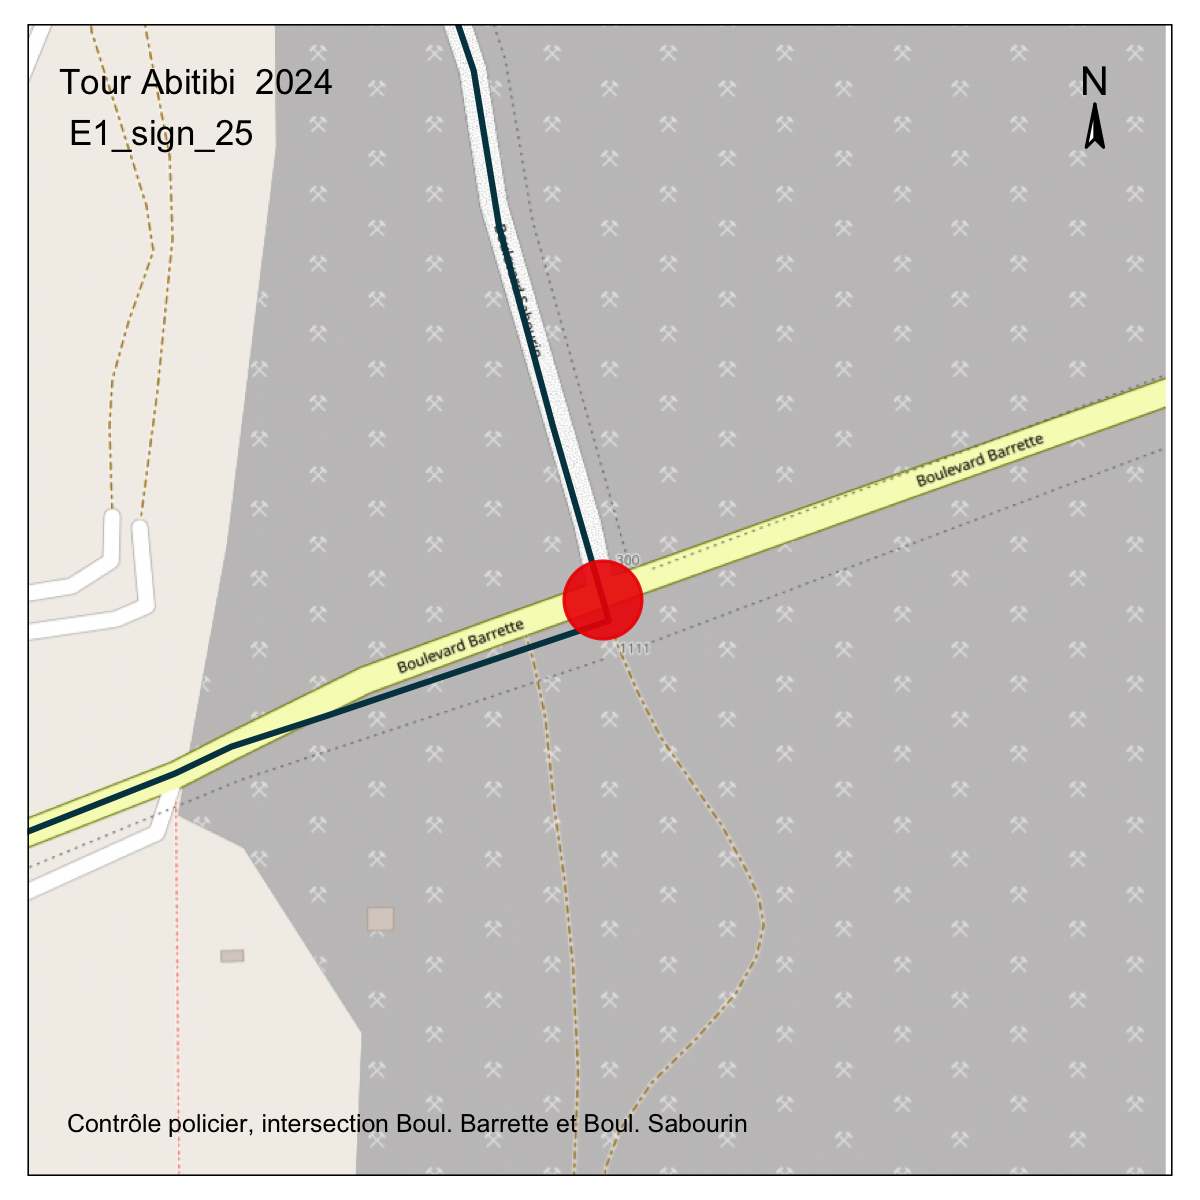 Tour Abitibi  2024
E1_sign_25
N
Boulevard Sabourin
Boulevard Barrette
300
Boulevard Barrette
1111
Contrôle policier, intersection Boul. Barrette et Boul. Sabourin